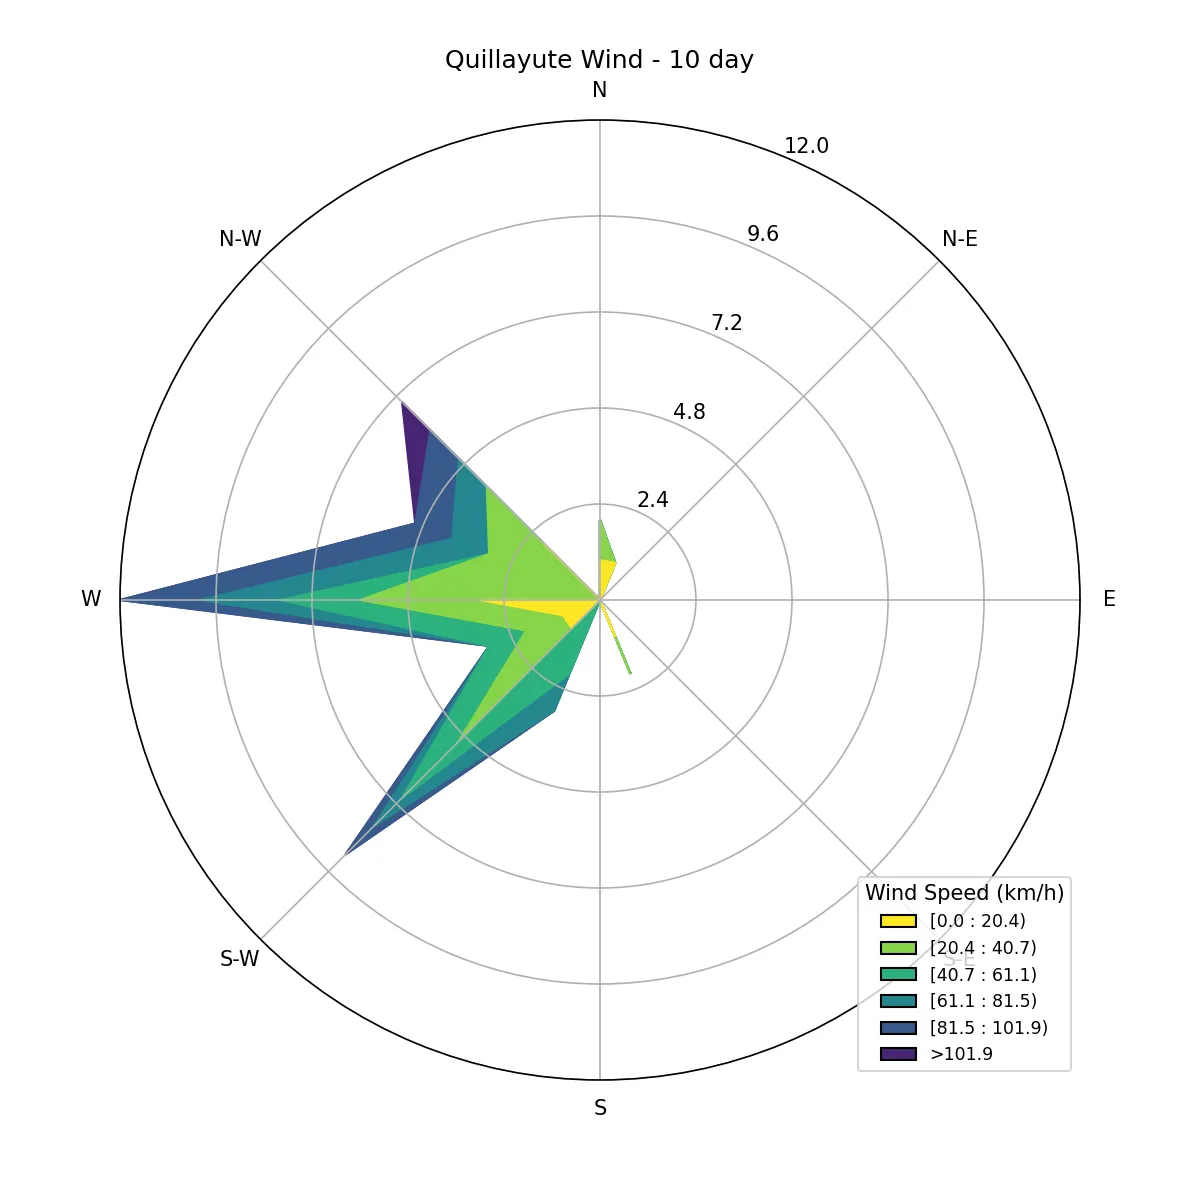 Quillayute Wind - 10 day
N
12.0
N-W
N-E
9.6
7.2
4.8
2.4
W
E
S-W
S-E
S
Wind Speed (km/h)
[0.0 : 20.4)
[20.4 : 40.7)
[40.7 : 61.1)
[61.1 : 81.5)
[81.5 : 101.9)
>101.9